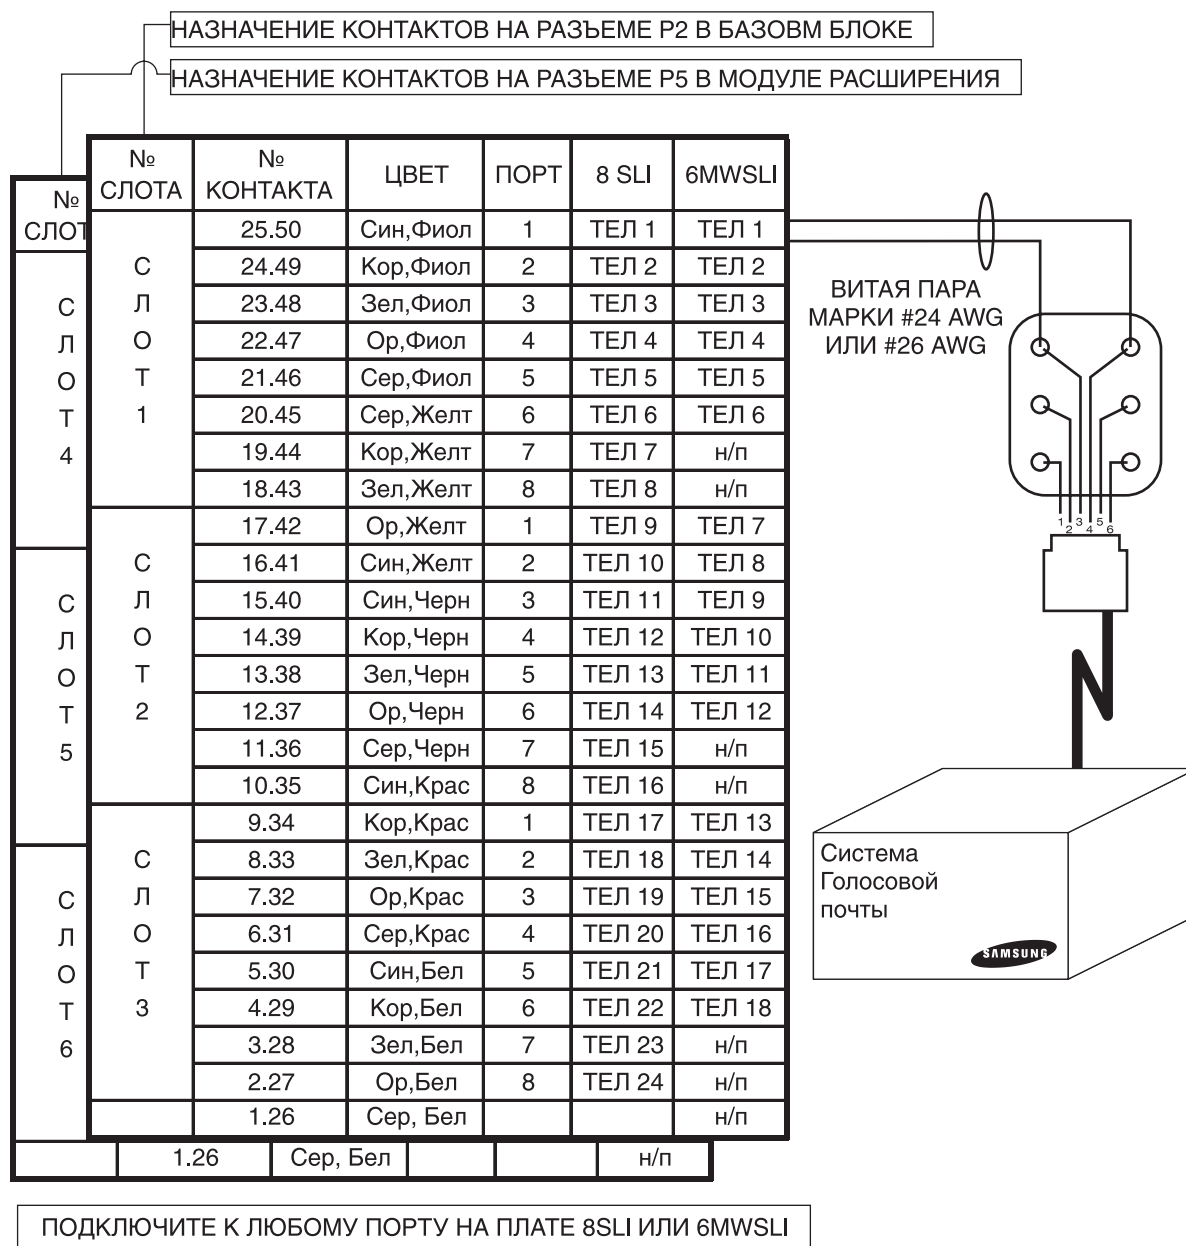 НАЗНАЧЕНИЕ КОНТАКТОВ НА РАЗЪЕМЕ P2 В БАЗОВМ БЛОКЕ
НАЗНАЧЕНИЕ КОНТАКТОВ НА РАЗЪЕМЕ P5 В МОДУЛЕ РАСШИРЕНИЯ
№ СЛОТА № КОНТАКТА ЦВЕТ ПОРТ 8 SLI 6MWSLI
СЛОТ 1
25.50 Син,Фиол 1 ТЕЛ 1 ТЕЛ 1
24.49 Кор,Фиол 2 ТЕЛ 2 ТЕЛ 2
23.48 Зел,Фиол 3 ТЕЛ 3 ТЕЛ 3
22.47 Ор,Фиол 4 ТЕЛ 4 ТЕЛ 4
21.46 Сер,Фиол 5 ТЕЛ 5 ТЕЛ 5
20.45 Сер,Желт 6 ТЕЛ 6 ТЕЛ 6
19.44 Кор,Желт 7 ТЕЛ 7 н/п
18.43 Зел,Желт 8 ТЕЛ 8 н/п
СЛОТ 2
17.42 Ор,Желт 1 ТЕЛ 9 ТЕЛ 7
16.41 Син,Желт 2 ТЕЛ 10 ТЕЛ 8
15.40 Син,Черн 3 ТЕЛ 11 ТЕЛ 9
14.39 Кор,Черн 4 ТЕЛ 12 ТЕЛ 10
13.38 Зел,Черн 5 ТЕЛ 13 ТЕЛ 11
12.37 Ор,Черн 6 ТЕЛ 14 ТЕЛ 12
11.36 Сер,Черн 7 ТЕЛ 15 н/п
10.35 Син,Крас 8 ТЕЛ 16 н/п
СЛОТ 3
9.34 Кор,Крас 1 ТЕЛ 17 ТЕЛ 13
8.33 Зел,Крас 2 ТЕЛ 18 ТЕЛ 14
7.32 Ор,Крас 3 ТЕЛ 19 ТЕЛ 15
6.31 Сер,Крас 4 ТЕЛ 20 ТЕЛ 16
5.30 Син,Бел 5 ТЕЛ 21 ТЕЛ 17
4.29 Кор,Бел 6 ТЕЛ 22 ТЕЛ 18
3.28 Зел,Бел 7 ТЕЛ 23 н/п
2.27 Ор,Бел 8 ТЕЛ 24 н/п
1.26 Сер, Бел н/п
№
СЛОТ
СЛОТ 4
СЛОТ 5
СЛОТ 6
1.26 Сер, Бел н/п
ВИТАЯ ПАРА
МАРКИ #24 AWG
ИЛИ #26 AWG
1 2 3 4 5 6
Система
Голосовой
почты
SAMSUNG
ПОДКЛЮЧИТЕ К ЛЮБОМУ ПОРТУ НА ПЛАТЕ 8SLI ИЛИ 6MWSLI